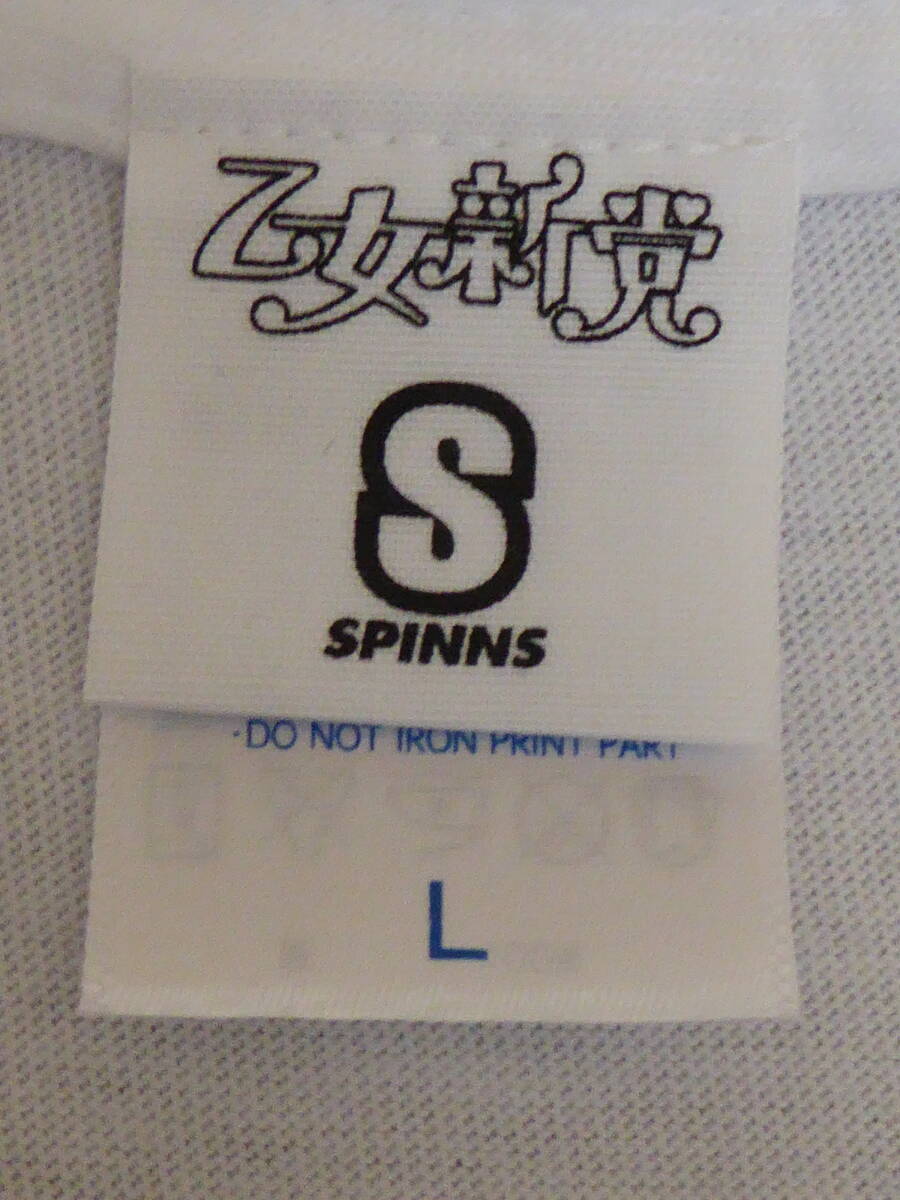 乙女新党
S
SPINNS
·DO NOT IRON PRINT PART
L